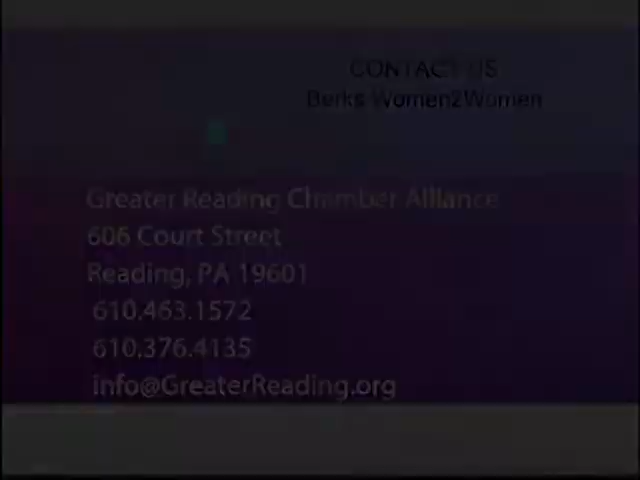 CONTACT US
Berks Women2Women
Greater Reading Chamber Alliance
606 Court Street
Reading, PA 19601
610.463.1572
610.376.4135
info@GreaterReading.org